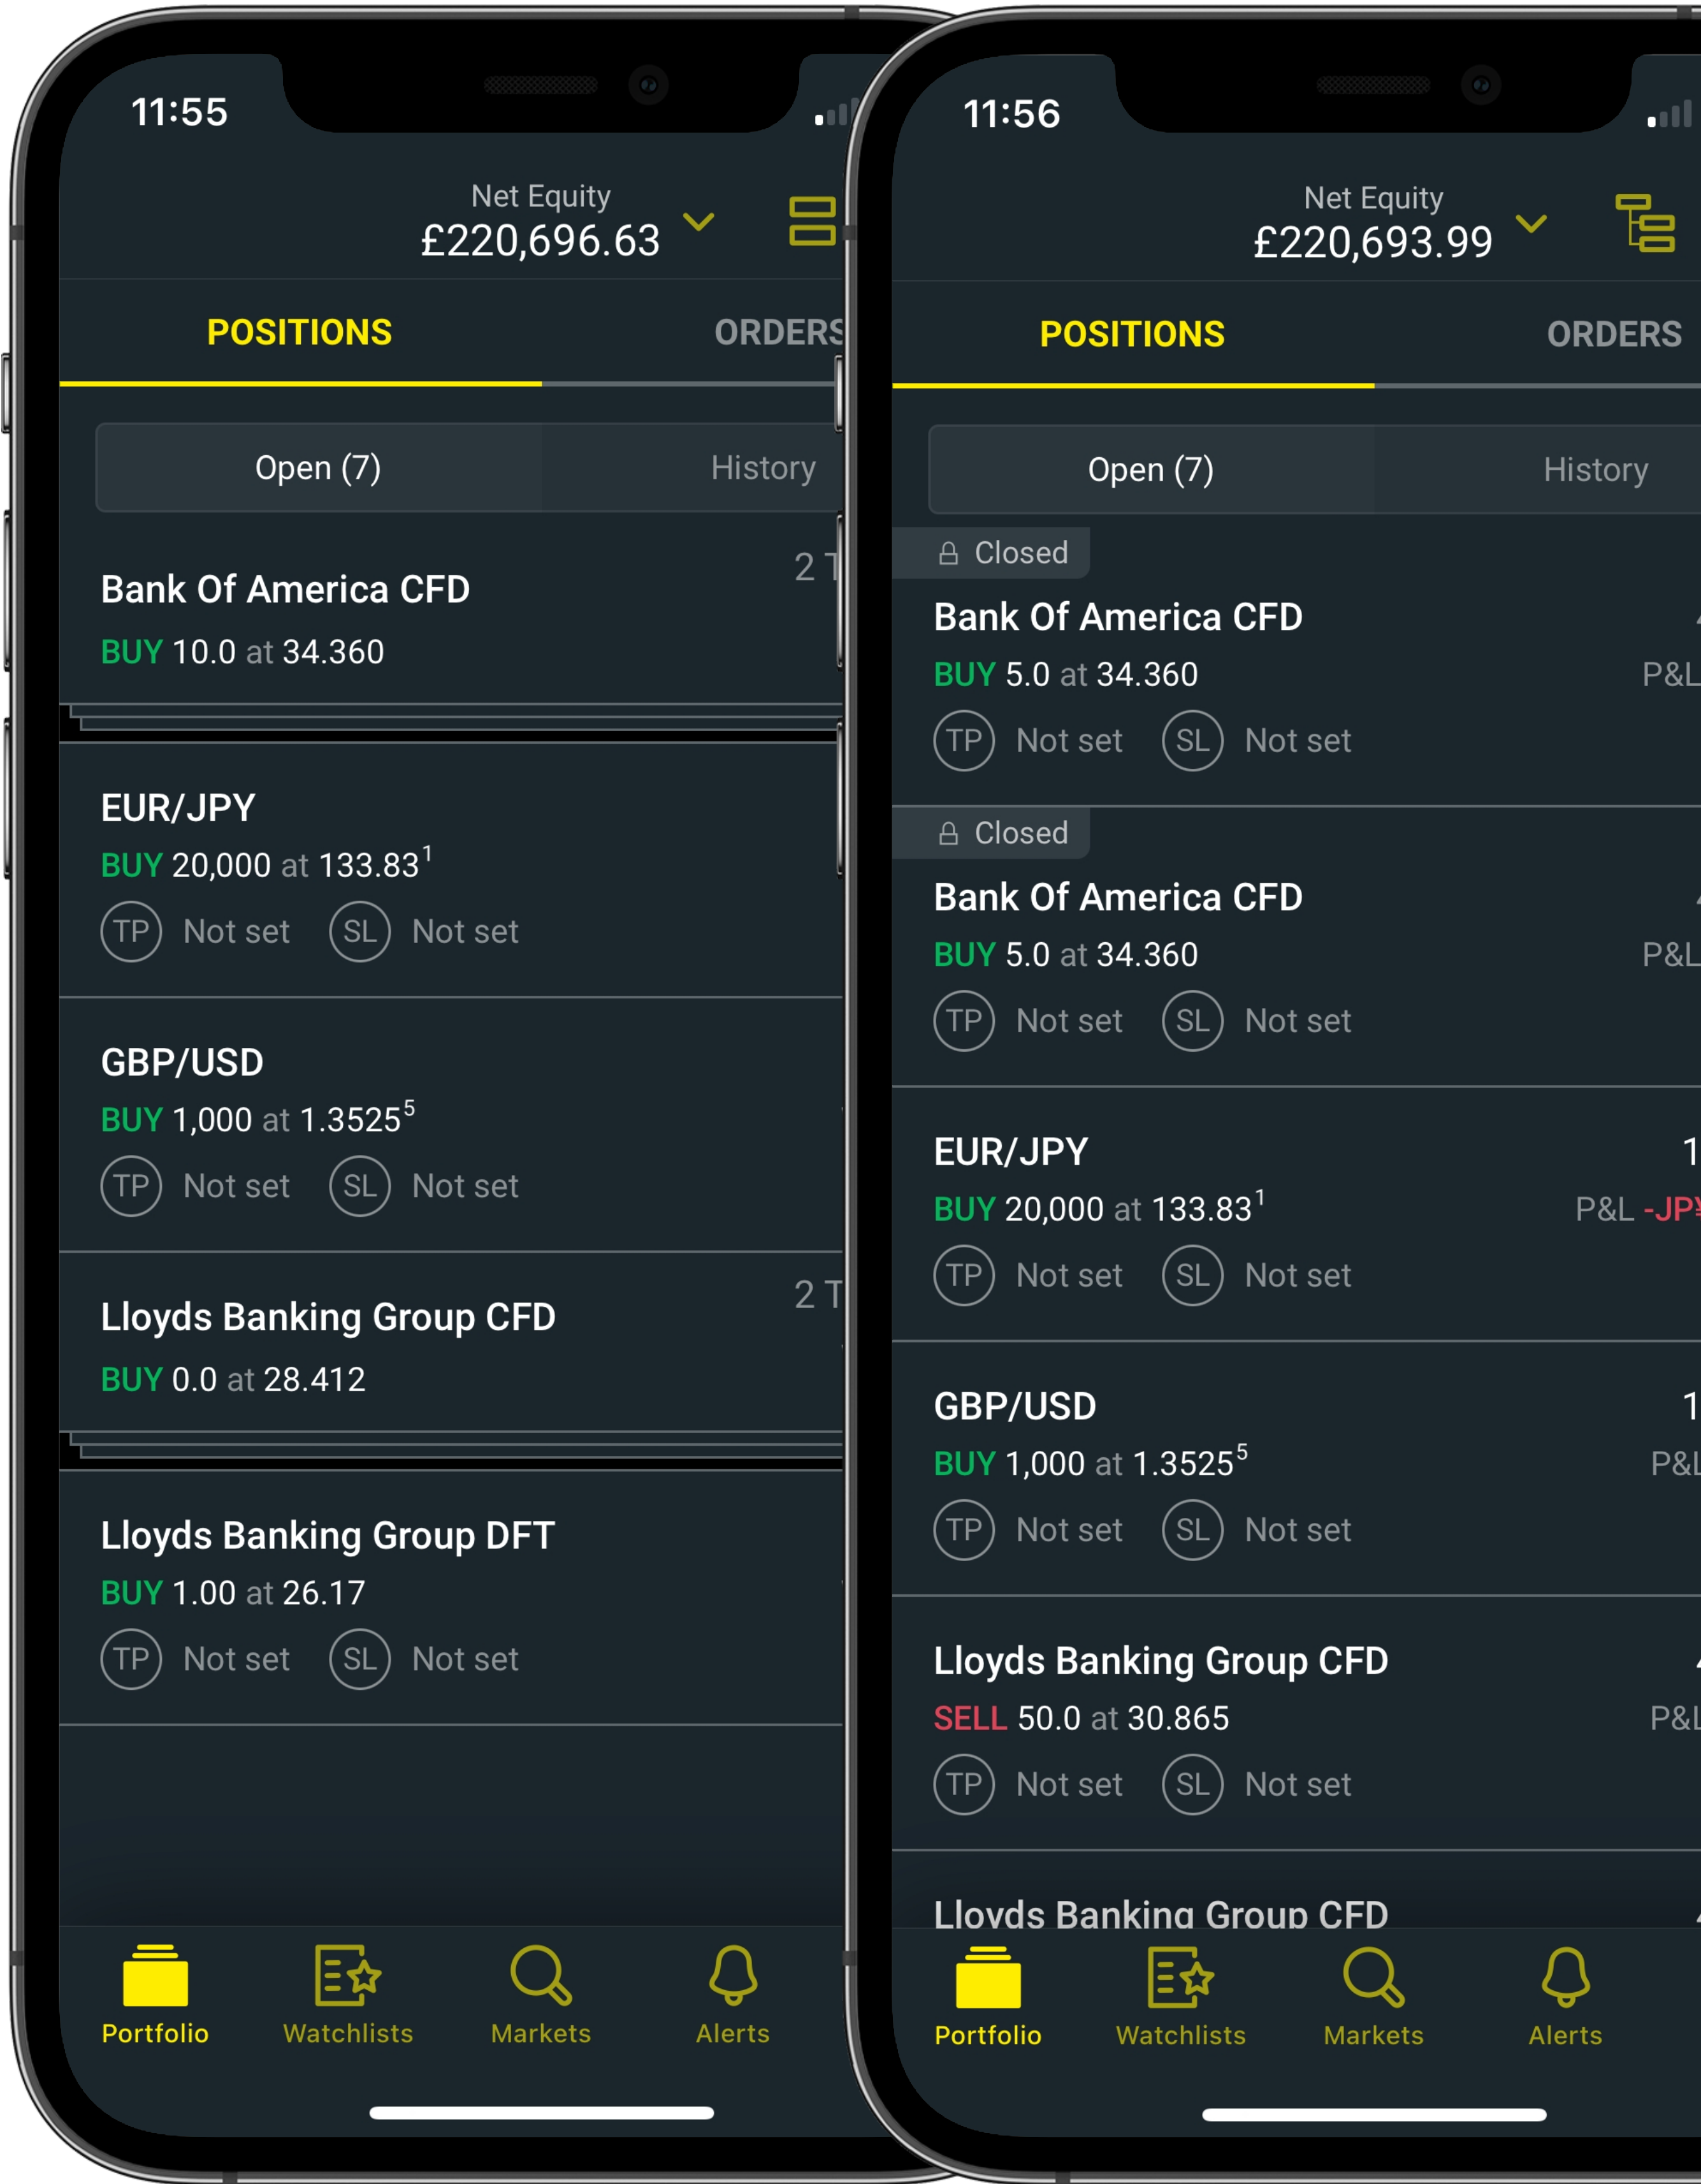 11:55
Net Equity
£220,696.63
POSITIONS
ORDERS
Open (7)
History
Bank Of America CFD
2
BUY 10.0 at 34.360
EUR/JPY
BUY 20,000 at 133.83¹
TP Not set SL Not set
GBP/USD
BUY 1,000 at 1.3525⁵
TP Not set SL Not set
Lloyds Banking Group CFD
2
BUY 0.0 at 28.412
Lloyds Banking Group DFT
BUY 1.00 at 26.17
TP Not set SL Not set
Portfolio
Watchlists
Markets
Alerts
11:56
Net Equity
£220,693.99
POSITIONS
ORDERS
Open (7)
History
Closed
Bank Of America CFD
BUY 5.0 at 34.360
P&L
TP Not set SL Not set
Closed
Bank Of America CFD
BUY 5.0 at 34.360
P&L
TP Not set SL Not set
EUR/JPY
1
BUY 20,000 at 133.83¹
P&L
TP Not set SL Not set
GBP/USD
1
BUY 1,000 at 1.3525⁵
P&L
TP Not set SL Not set
Lloyds Banking Group CFD
SELL 50.0 at 30.865
P&L
TP Not set SL Not set
Lloyds Banking Group CFD
Portfolio
Watchlists
Markets
Alerts